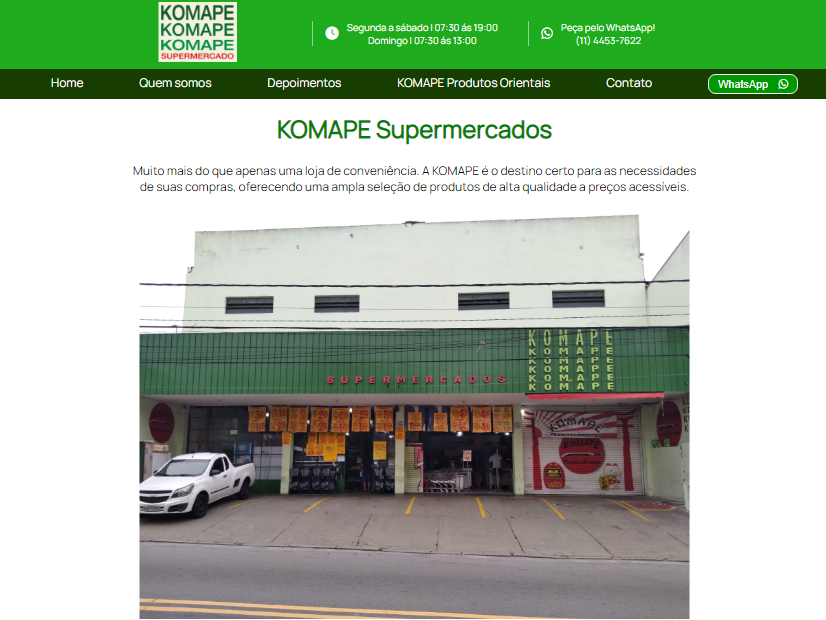 KOMAPE
KOMAPE
KOMAPE
SUPERMERCADO
Segunda a sábado | 07:30 ás 19:00
Domingo | 07:30 ás 13:00
Peça pelo WhatsApp!
(11) 4453-7622
Home
Quem somos
Depoimentos
KOMAPE Produtos Orientais
Contato
WhatsApp
KOMAPE Supermercados
Muito mais do que apenas uma loja de conveniência. A KOMAPE é o destino certo para as necessidades
de suas compras, oferecendo uma ampla seleção de produtos de alta qualidade a preços acessíveis.
KOMAPE
KOMAPE
KOMAPE
KOMAPE
KOMAPE
SUPERMERCADOS
KOMAPE